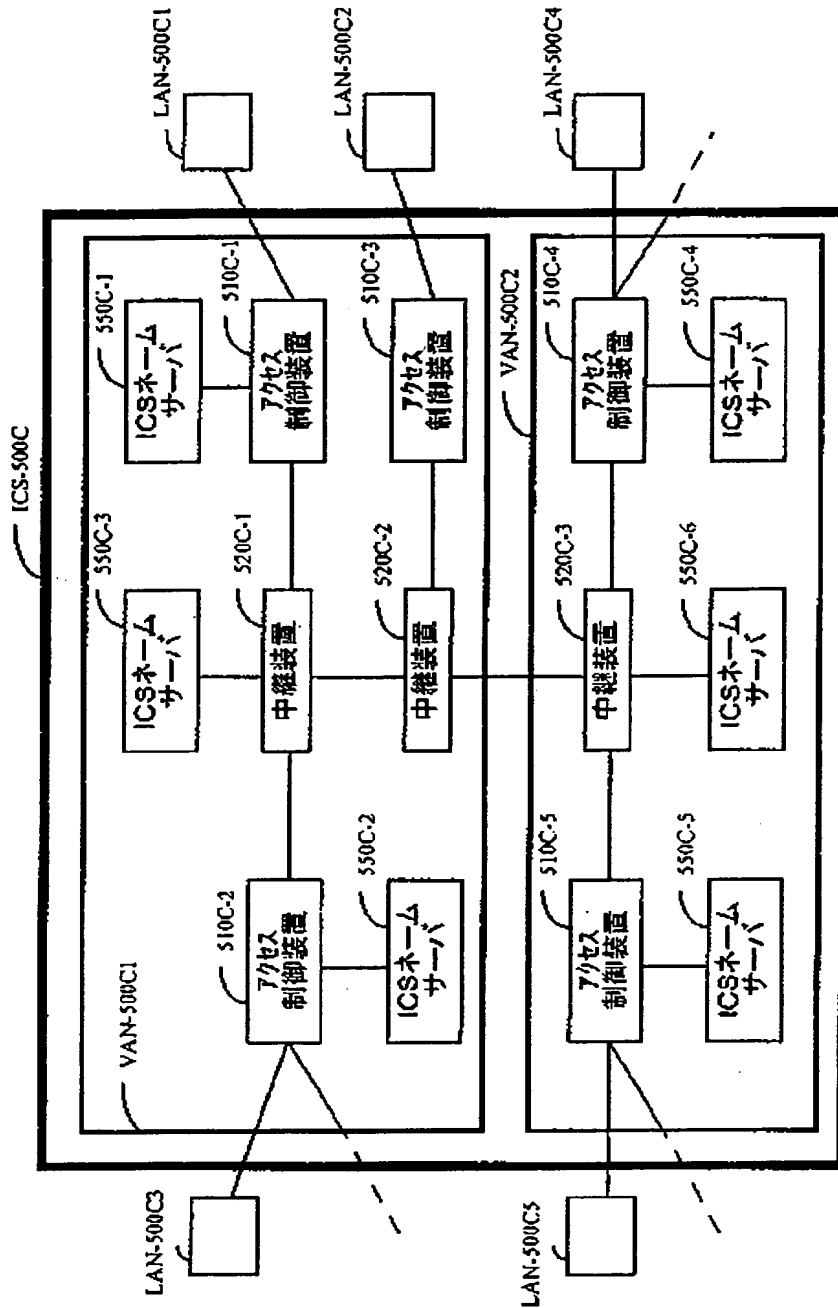 ICS-500C
VAN-500C1
550C-3
ICSネーム
サーバ
550C-1
ICSネーム
サーバ
LAN-500C1
LAN-500C3
510C-2
アクセス
制御装置
520C-1
中継装置
510C-1
アクセス
制御装置
550C-2
ICSネーム
サーバ
520C-2
中継装置
510C-3
アクセス
制御装置
LAN-500C2
VAN-500C2
LAN-500C5
510C-5
アクセス
制御装置
520C-3
中継装置
510C-4
アクセス
制御装置
LAN-500C4
550C-5
ICSネーム
サーバ
550C-6
ICSネーム
サーバ
550C-4
ICSネーム
サーバ